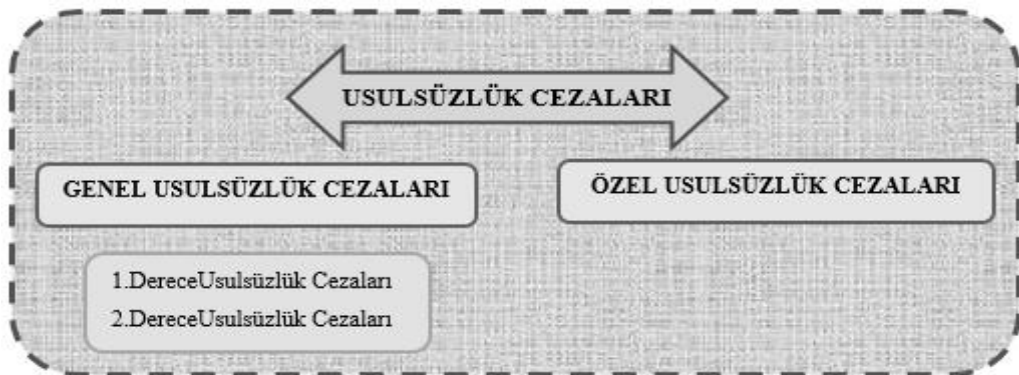 USULSÜZLÜK CEZALARI
GENEL USULSÜZLÜK CEZALARI
ÖZEL USULSÜZLÜK CEZALARI
1.DereceUsulsüzlük Cezaları
2.DereceUsulsüzlük Cezaları